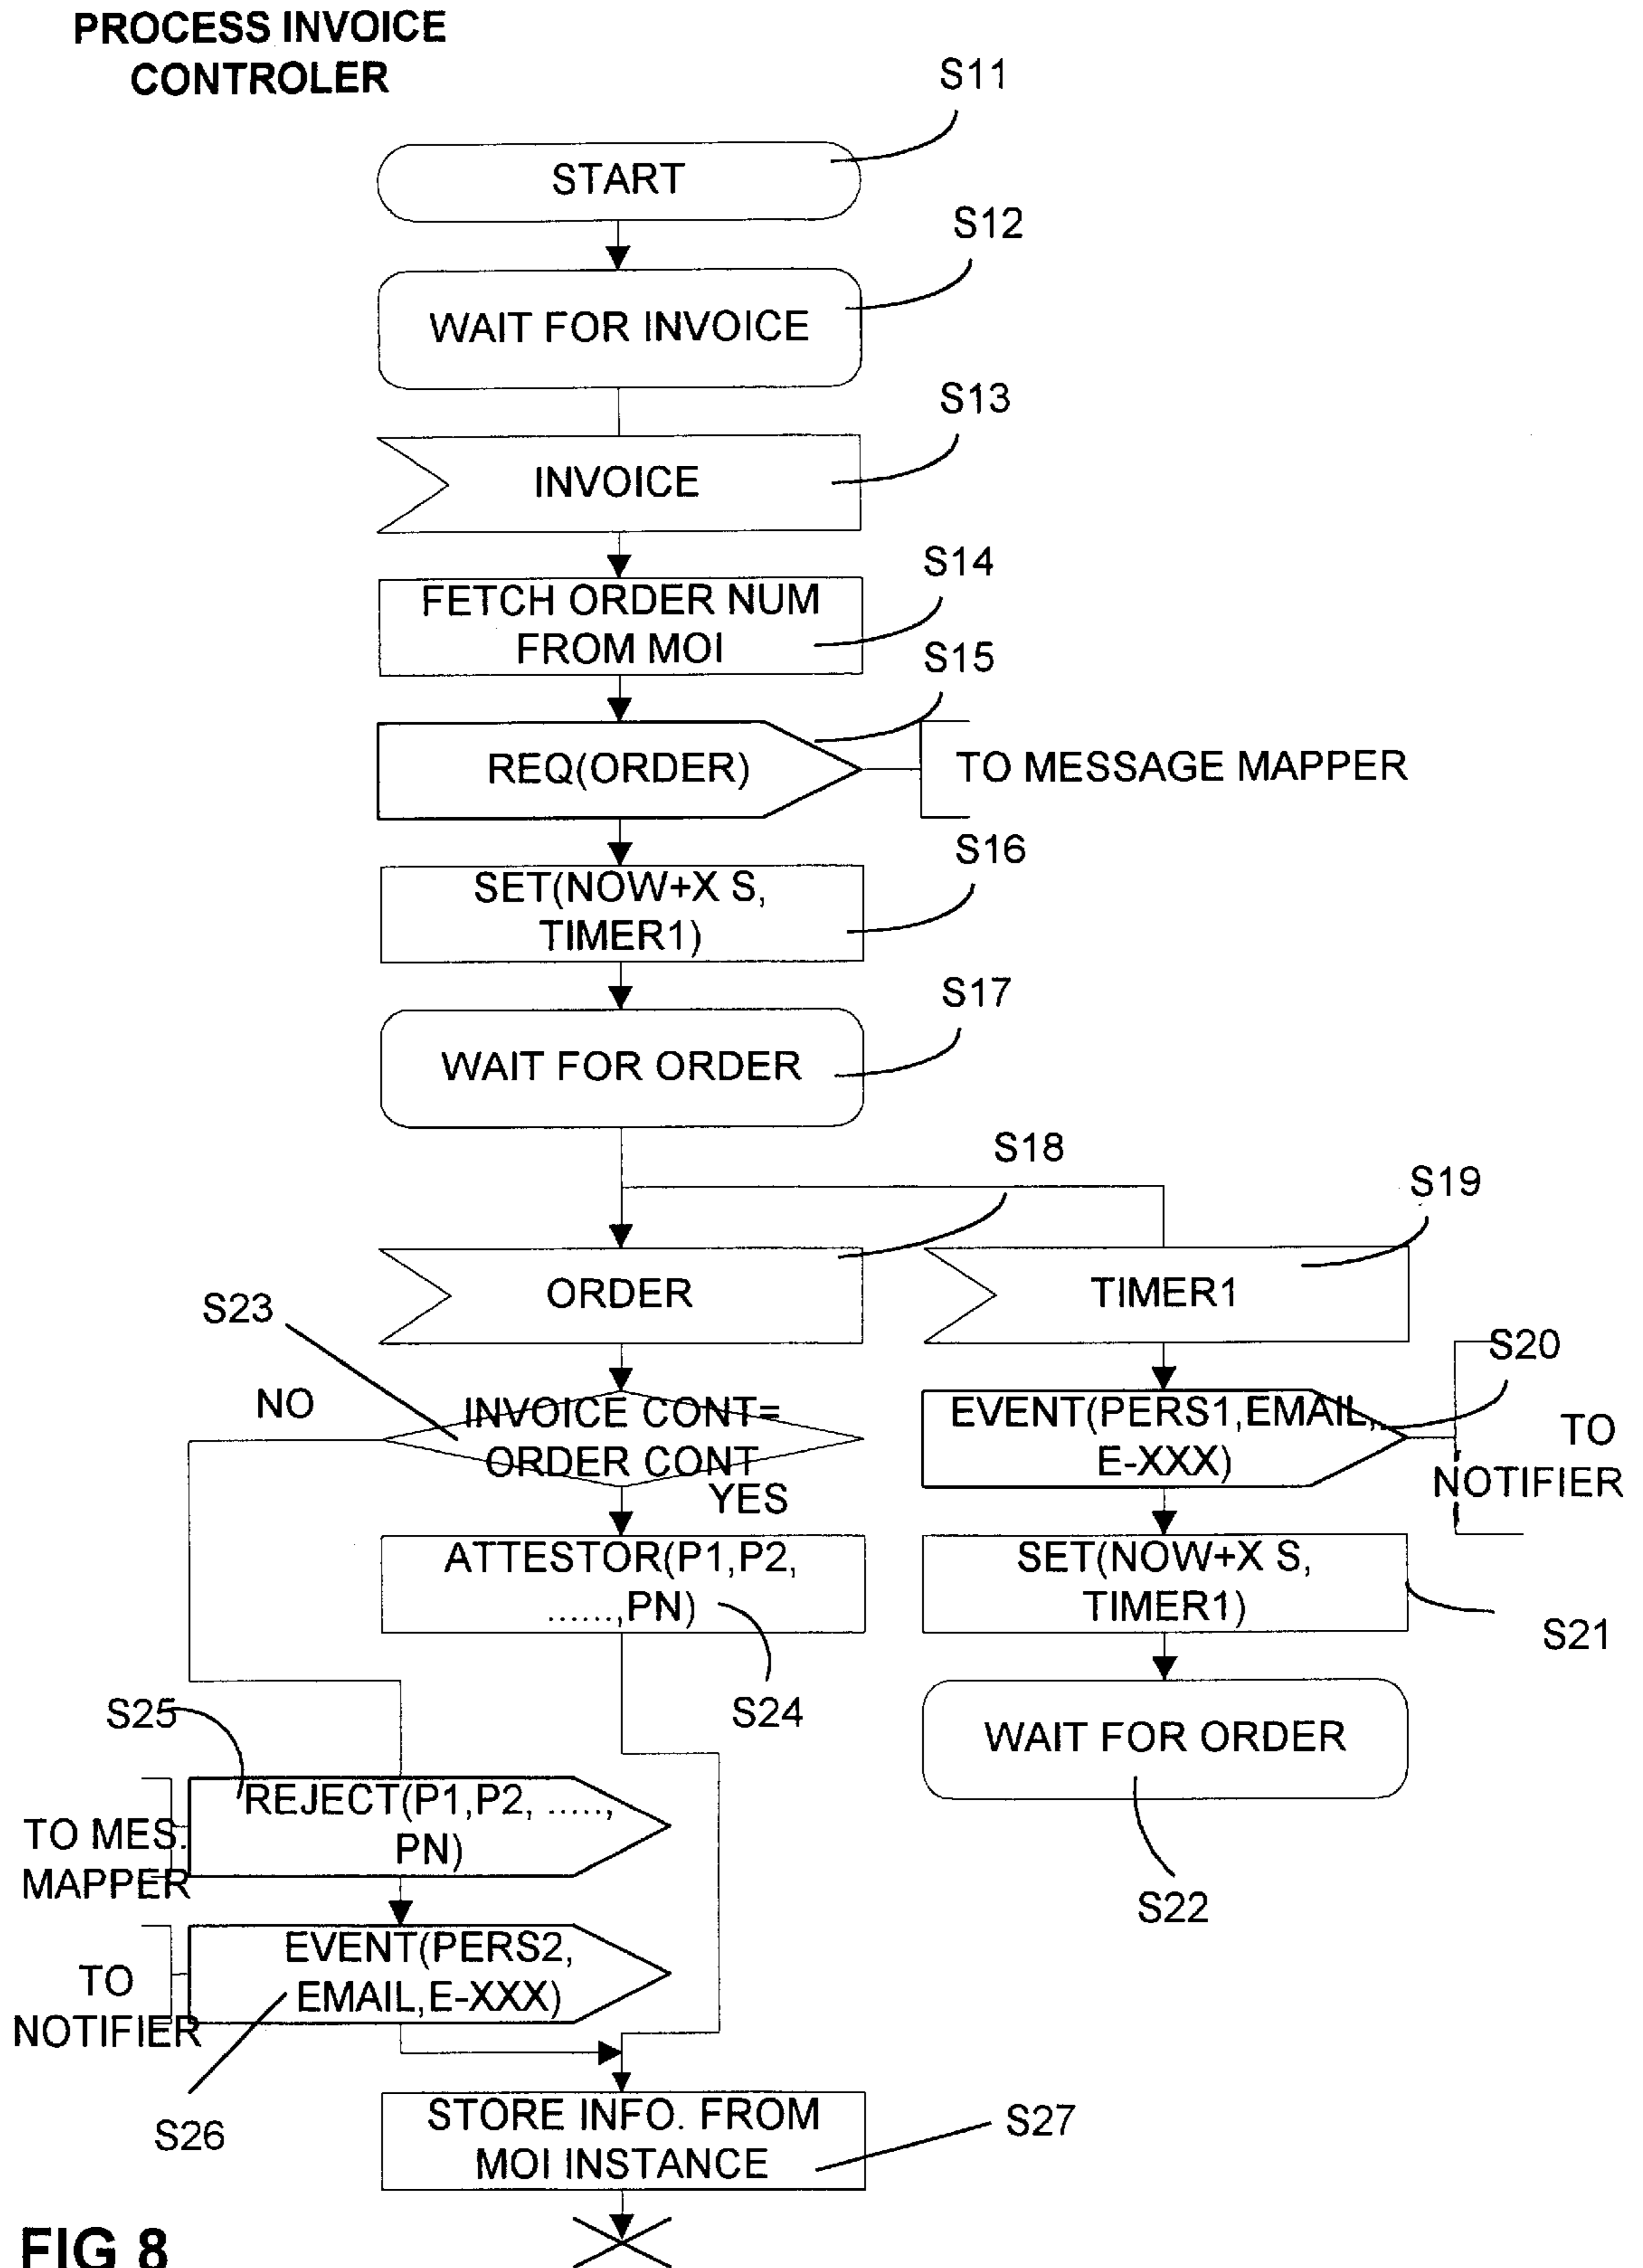 PROCESS INVOICE
CONTROLER
S11
START
S12
WAIT FOR INVOICE
S13
INVOICE
S14
FETCH ORDER NUM
FROM MOI
S15
REQ(ORDER)
TO MESSAGE MAPPER
S16
SET(NOW+X S,
TIMER1)
S17
WAIT FOR ORDER
S18
S19
ORDER
TIMER1
S23
S20
NO
INVOICE CONT=
ORDER CONT
YES
EVENT(PERS1,EMAIL,
E-XXX)
TO
NOTIFIER
ATTESTOR(P1,P2,
......,PN)
SET(NOW+X S,
TIMER1)
S21
S24
S25
WAIT FOR ORDER
REJECT(P1,P2, .....,
PN)
TO MES.
MAPPER
S22
EVENT(PERS2,
EMAIL,E-XXX)
TO
NOTIFIER
S26
STORE INFO. FROM
MOI INSTANCE
S27
FIG 8